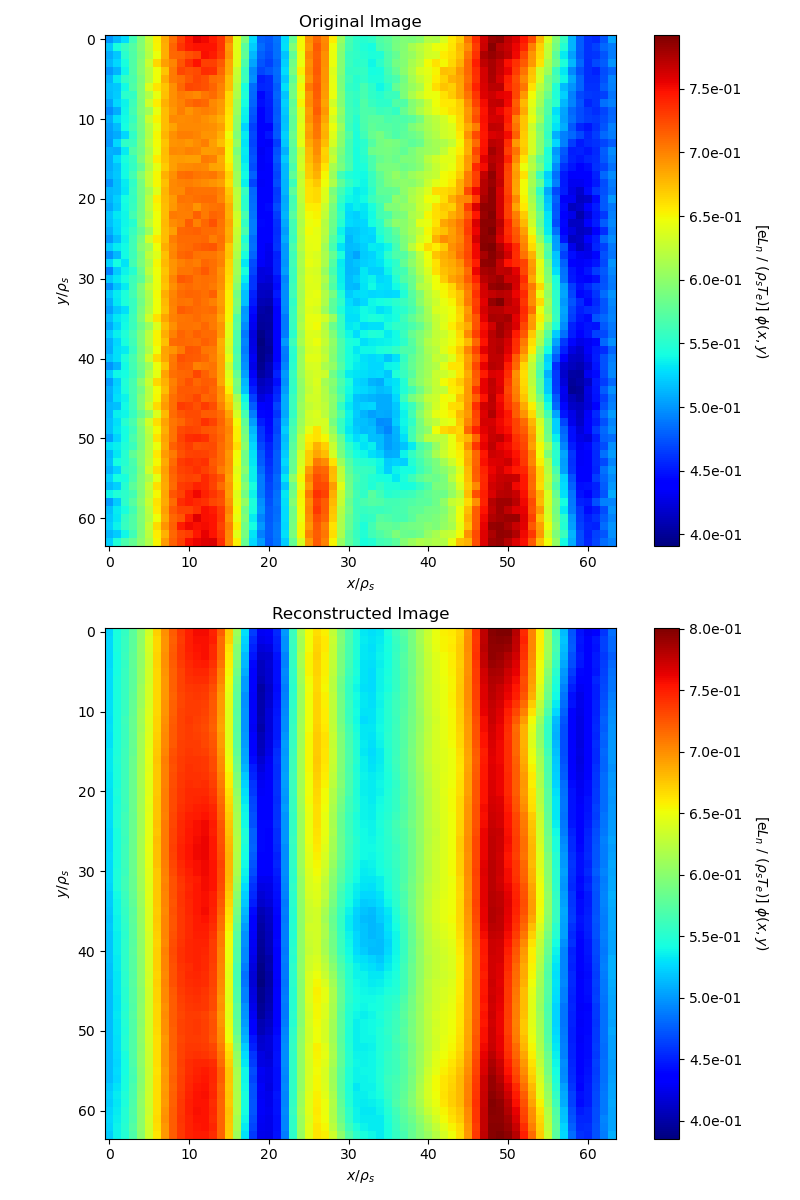 Original Image
0
10
20
30
40
50
60
y/ρₛ
0 10 20 30 40 50 60
x/ρₛ
7.5e-01
7.0e-01
6.5e-01
6.0e-01
5.5e-01
5.0e-01
4.5e-01
4.0e-01
[eLₙ / (ρₛTₑ)] ϕ(x, y)
Reconstructed Image
0
10
20
30
40
50
60
y/ρₛ
0 10 20 30 40 50 60
x/ρₛ
8.0e-01
7.5e-01
7.0e-01
6.5e-01
6.0e-01
5.5e-01
5.0e-01
4.5e-01
4.0e-01
[eLₙ / (ρₛTₑ)] ϕ(x, y)